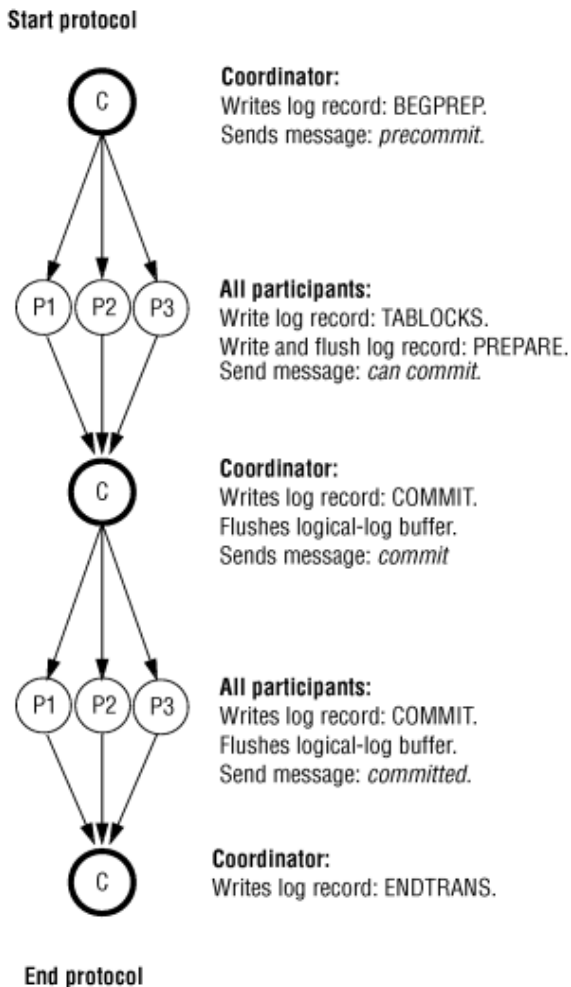 Start protocol
C
Coordinator:
Writes log record: BEGPREP.
Sends message: precommit.
P1 P2 P3
All participants:
Write log record: TABLOCKS.
Write and flush log record: PREPARE.
Send message: can commit.
C
Coordinator:
Writes log record: COMMIT.
Flushes logical-log buffer.
Sends message: commit
P1 P2 P3
All participants:
Writes log record: COMMIT.
Flushes logical-log buffer.
Send message: committed.
C
Coordinator:
Writes log record: ENDTRANS.
End protocol